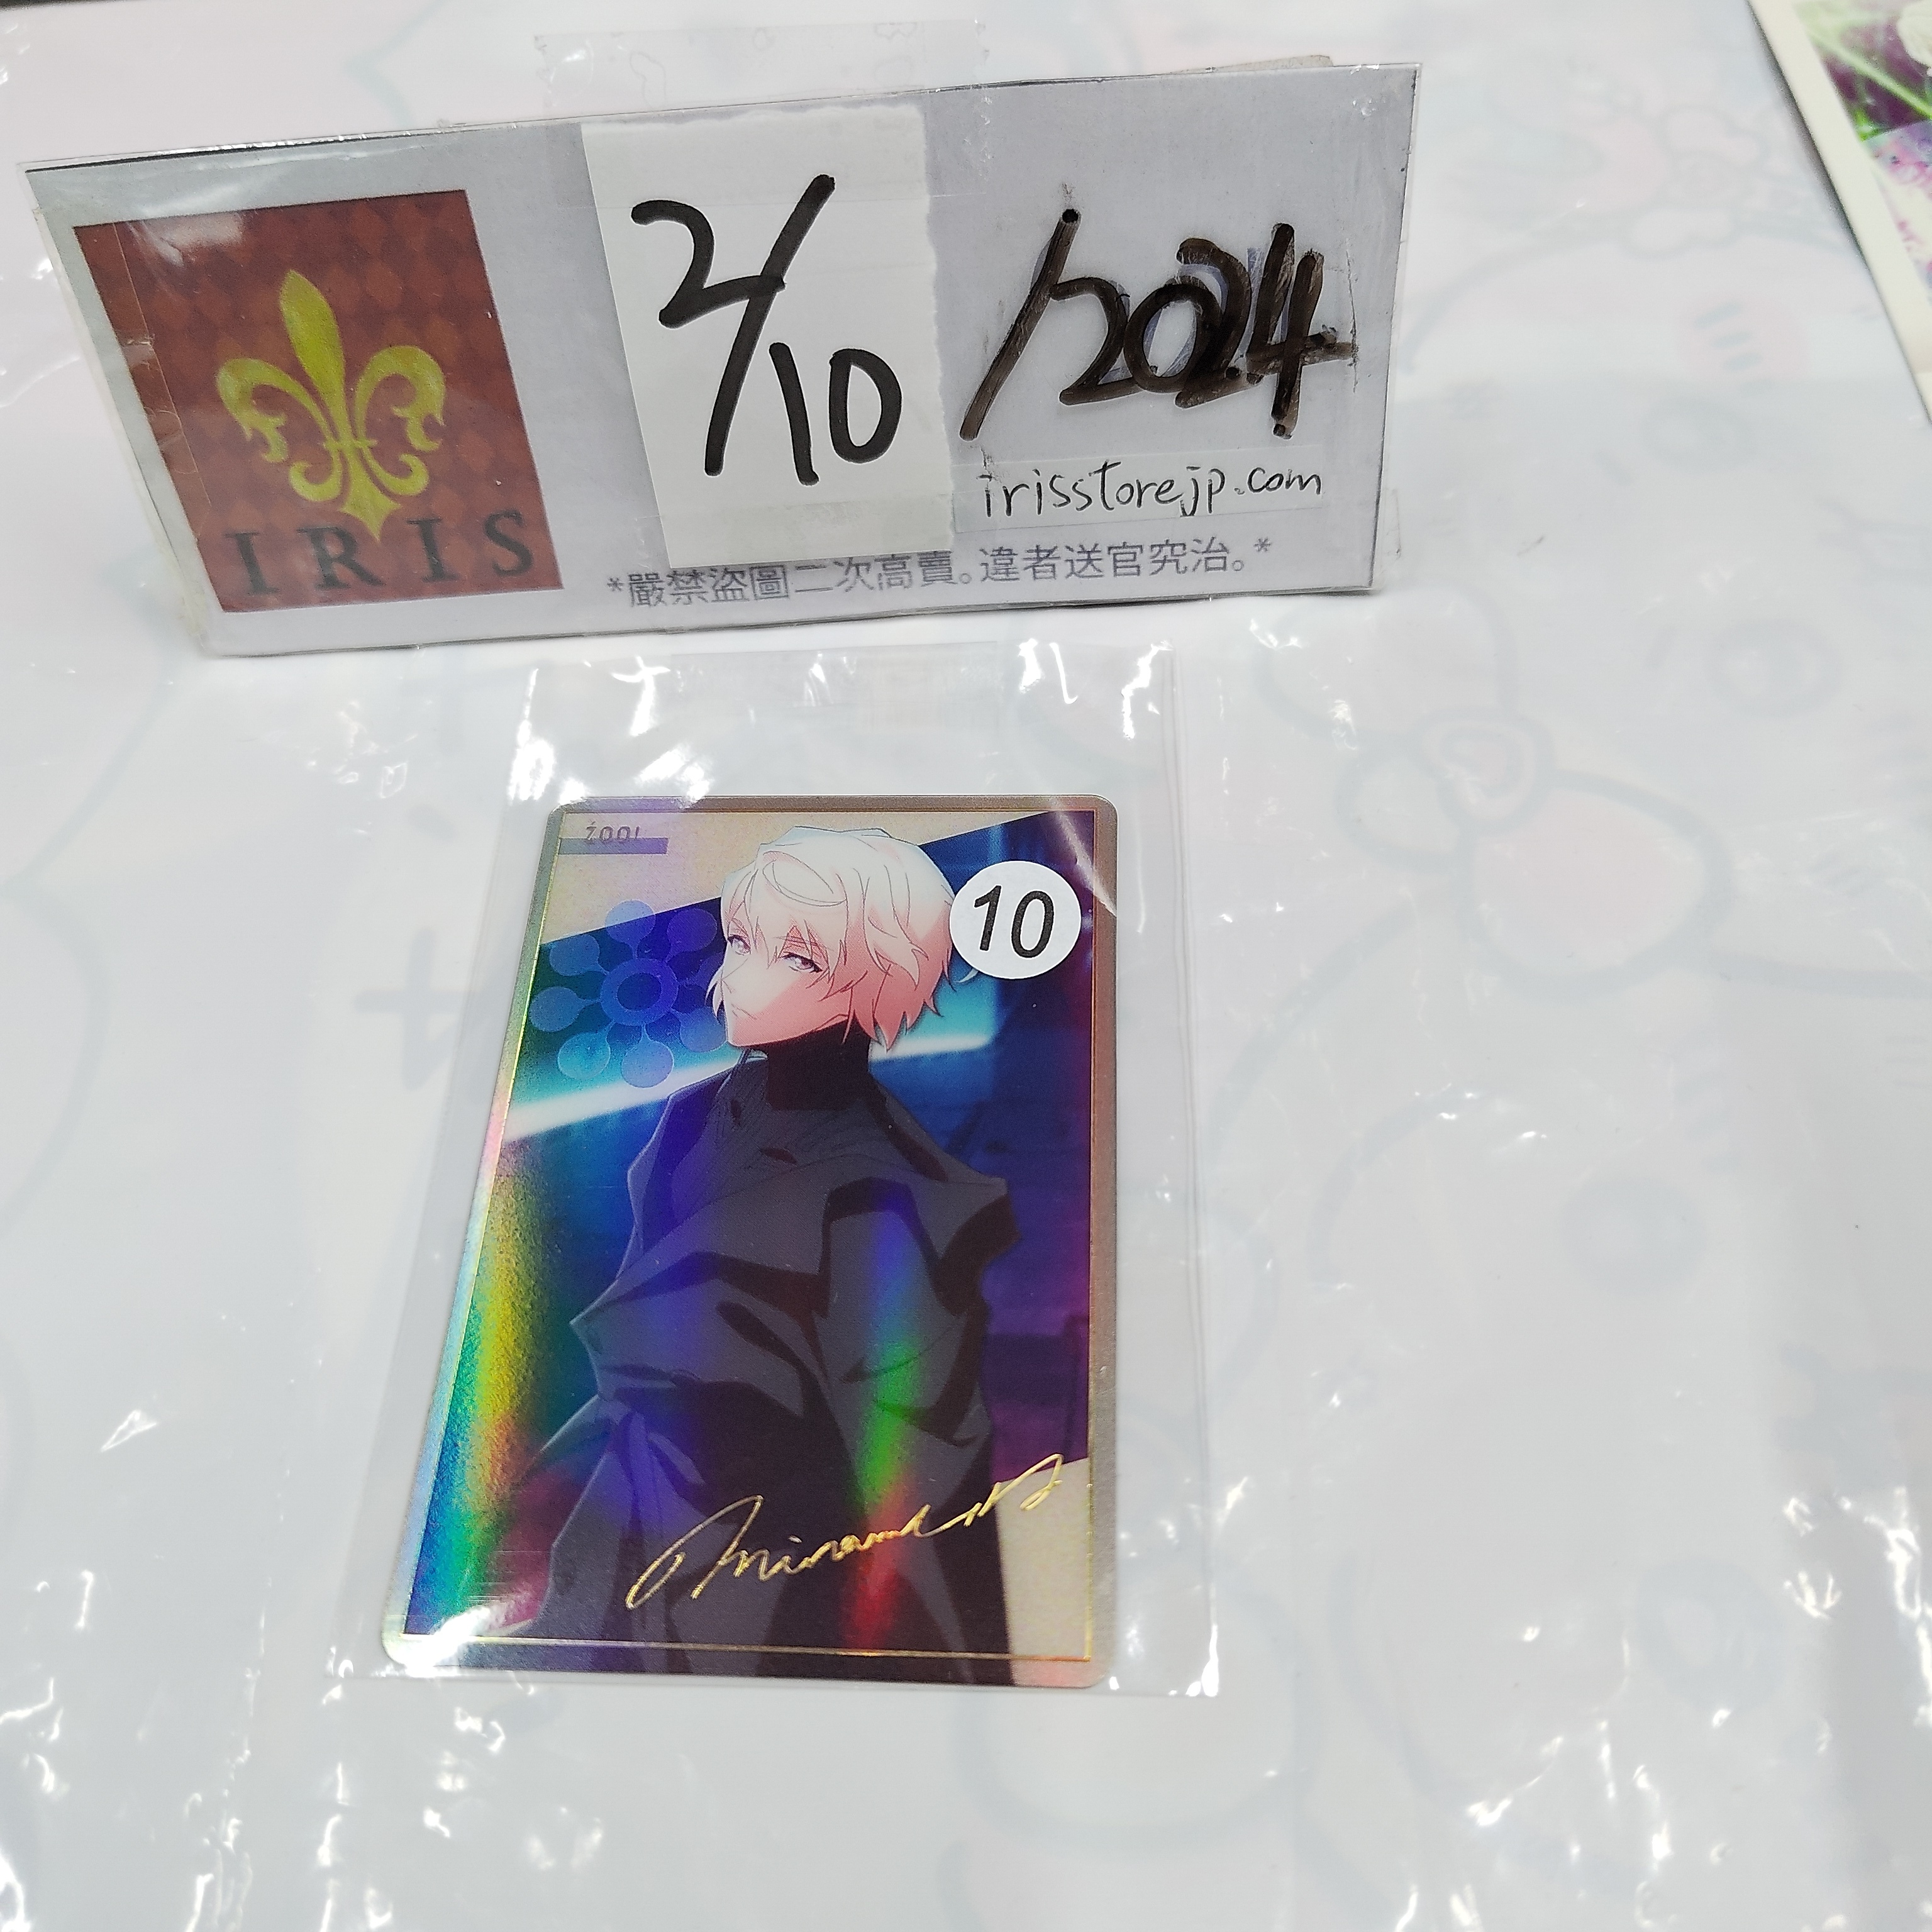 2/10
/2024
irisstorejp.com
IRIS
*嚴禁盜圖二次高賣。違者送官究治。*
ŹOOĻ
10
Minami